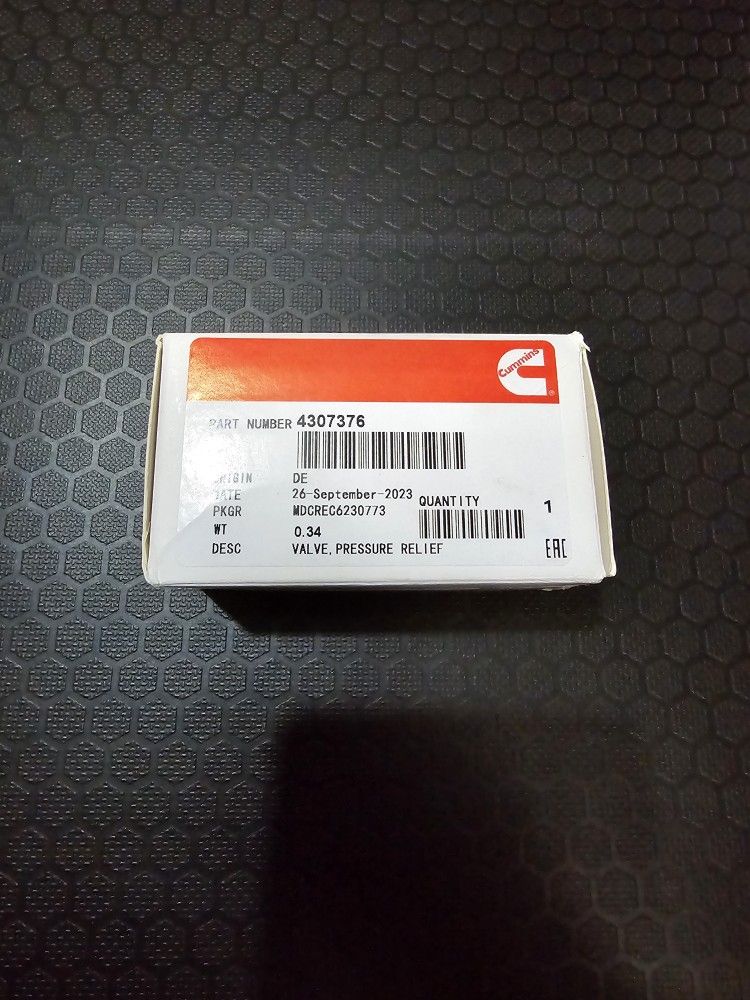 Cummins
PART NUMBER 4307376
ORIGIN DE
DATE 26-September-2023
QUANTITY 1
PKGR MDCREC6230773
WT 0.34
DESC VALVE, PRESSURE RELIEF
EAC